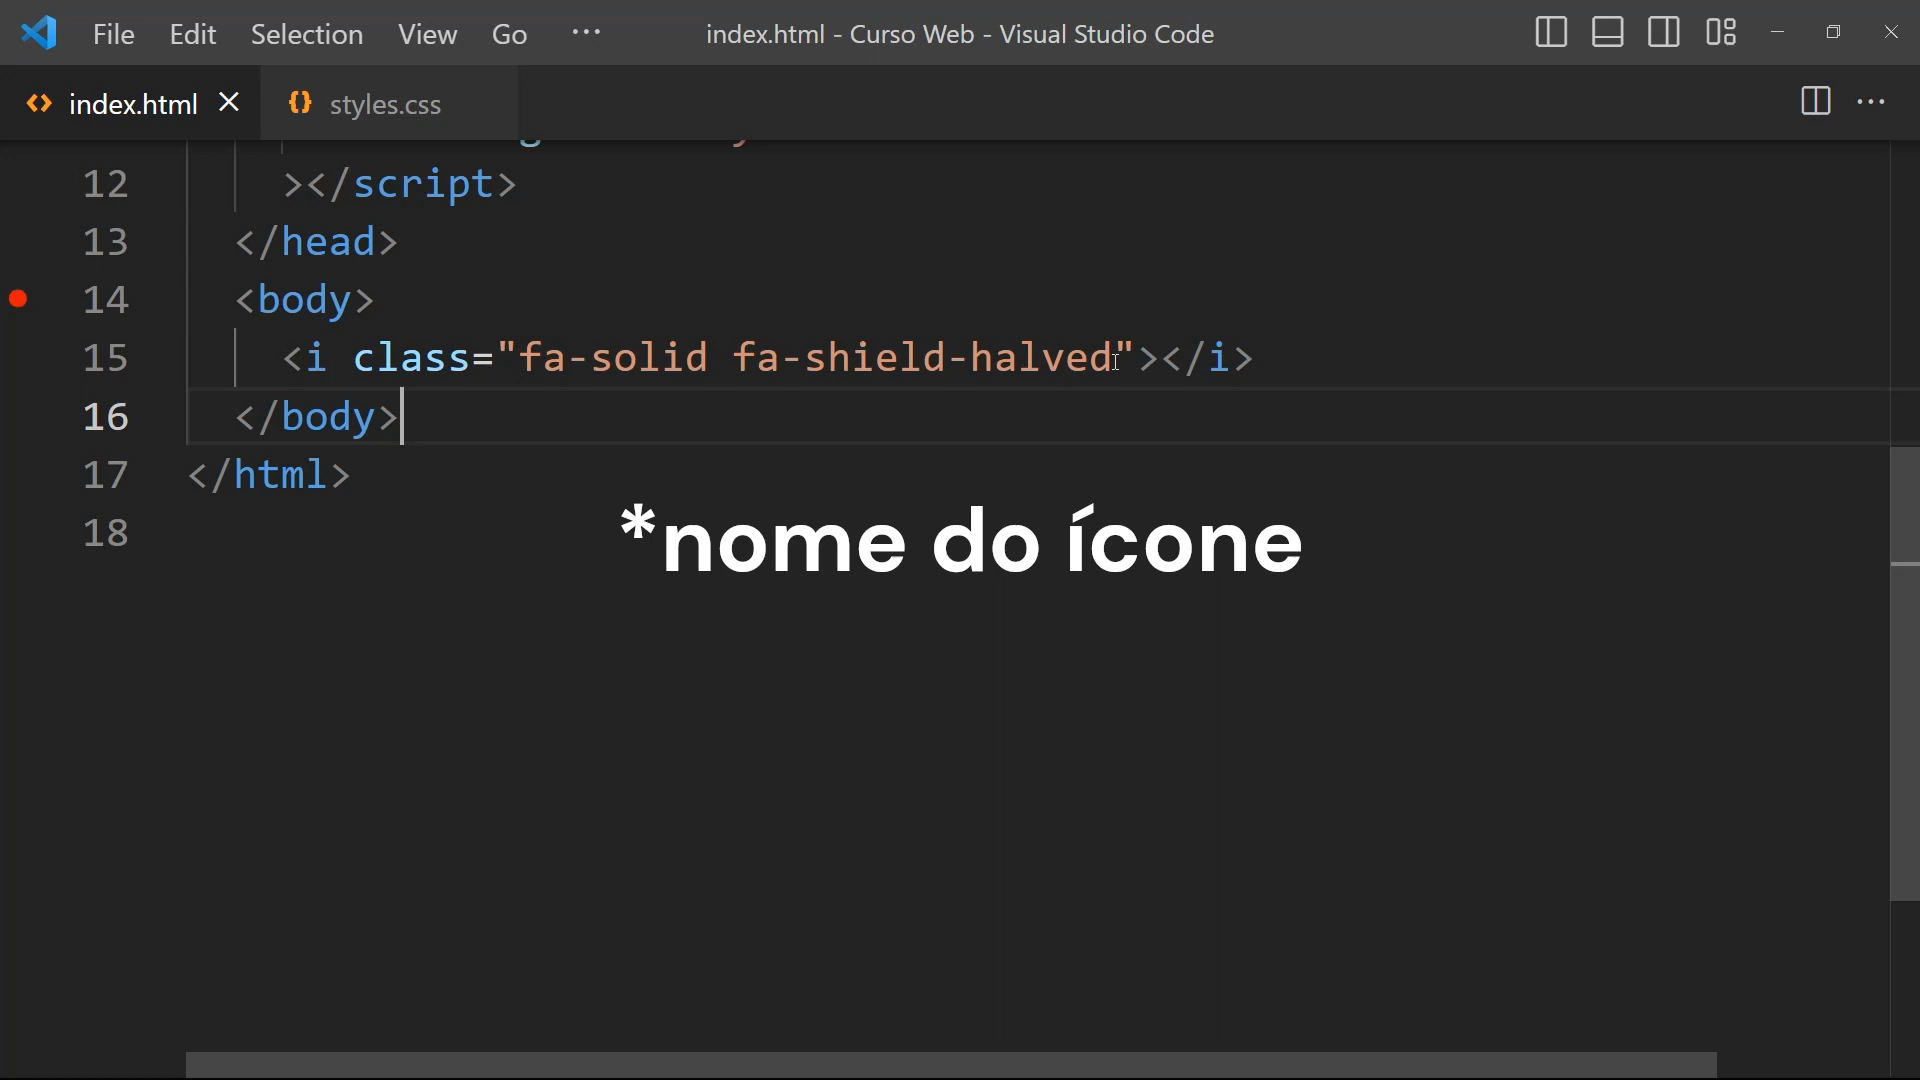 File Edit Selection View Go ··· index.html - Curso Web - Visual Studio Code
index.html styles.css
12 ></script>
13 </head>
14 <body>
15 <i class="fa-solid fa-shield-halved"></i>
16 </body>
17 </html>
18
*nome do ícone